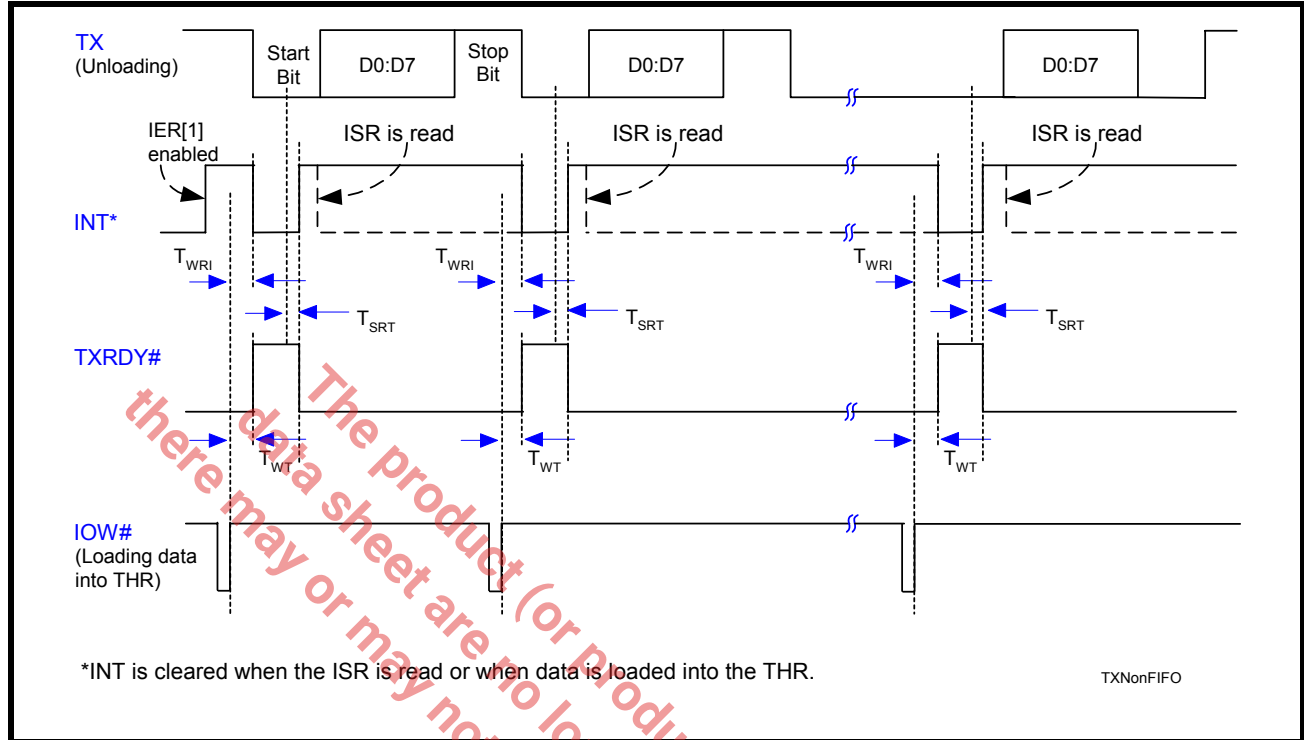 TX
(Unloading)
Start
Bit
D0:D7
Stop
Bit
D0:D7
D0:D7
IER[1]
enabled
ISR is read
ISR is read
ISR is read
INT*
TWRI
TWRI
TWRI
TSRT
TSRT
TSRT
TXRDY#
TWT
TWT
TWT
IOW#
(Loading data
into THR)
*INT is cleared when the ISR is read or when data is loaded into the THR.
TXNonFIFO
The product (or produ
data sheet are no lo
there may or may no